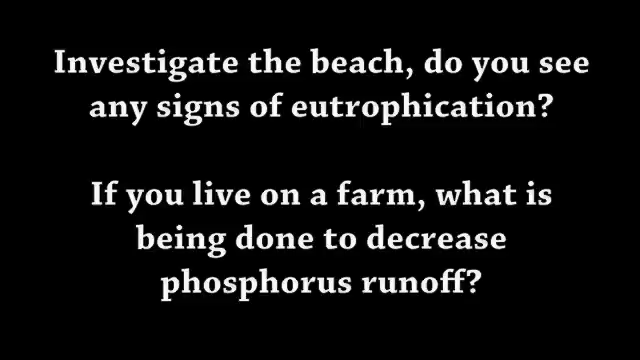 Investigate the beach, do you see
any signs of eutrophication?
If you live on a farm, what is
being done to decrease
phosphorus runoff?